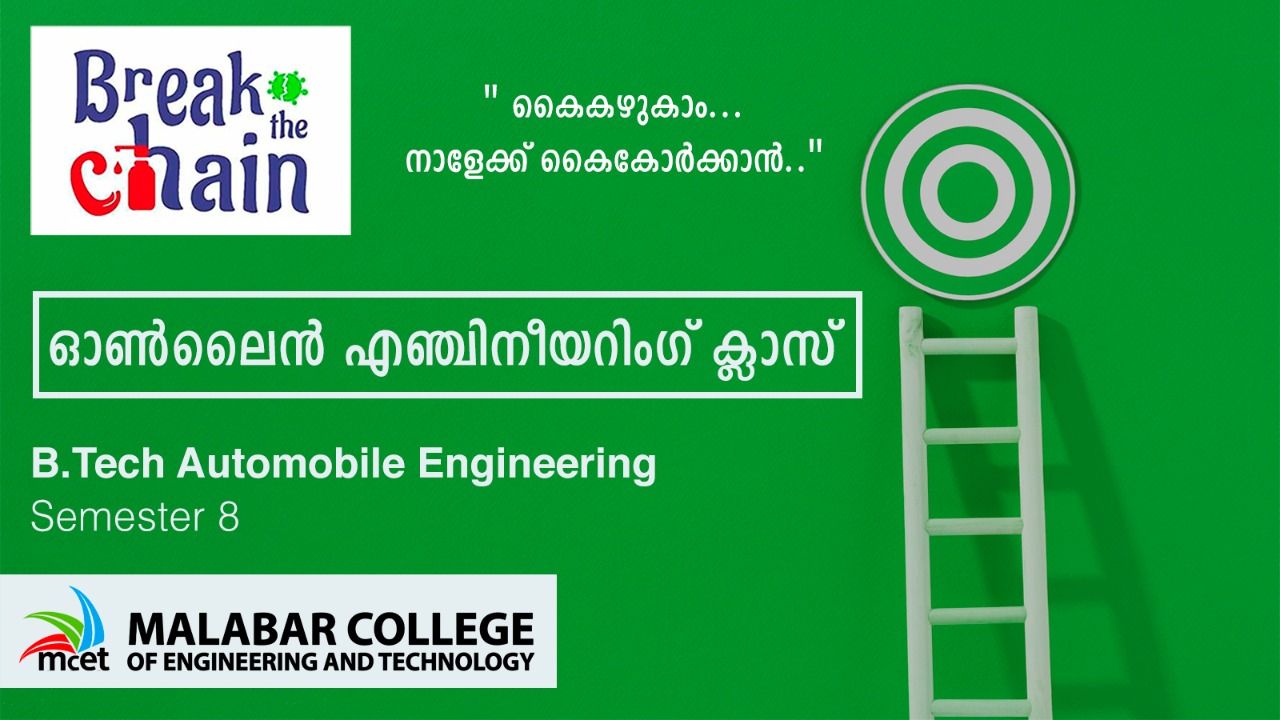 Break
the
chain
" കൈകഴുകാം...
നാളേക്ക് കൈകോർക്കാൻ.."
ഓൺലൈൻ എഞ്ചിനീയറിംഗ് ക്ലാസ്
B.Tech Automobile Engineering
Semester 8
mcet
MALABAR COLLEGE
OF ENGINEERING AND TECHNOLOGY